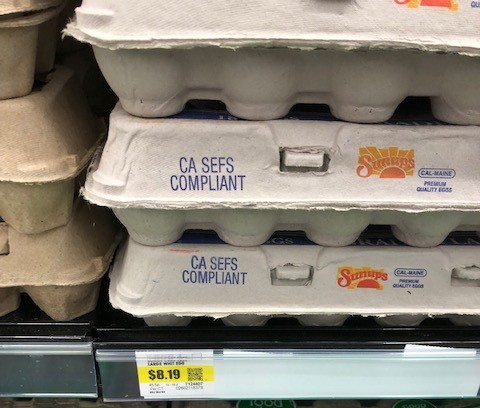 CA SEFS
COMPLIANT
Sunups
CAL-MAINE
PREMIUM
QUALITY EGGS
CA SEFS
COMPLIANT
Sunups
CAL-MAINE
PREMIUM
QUALITY EGGS
LARGE WHIT EGG
$8.19